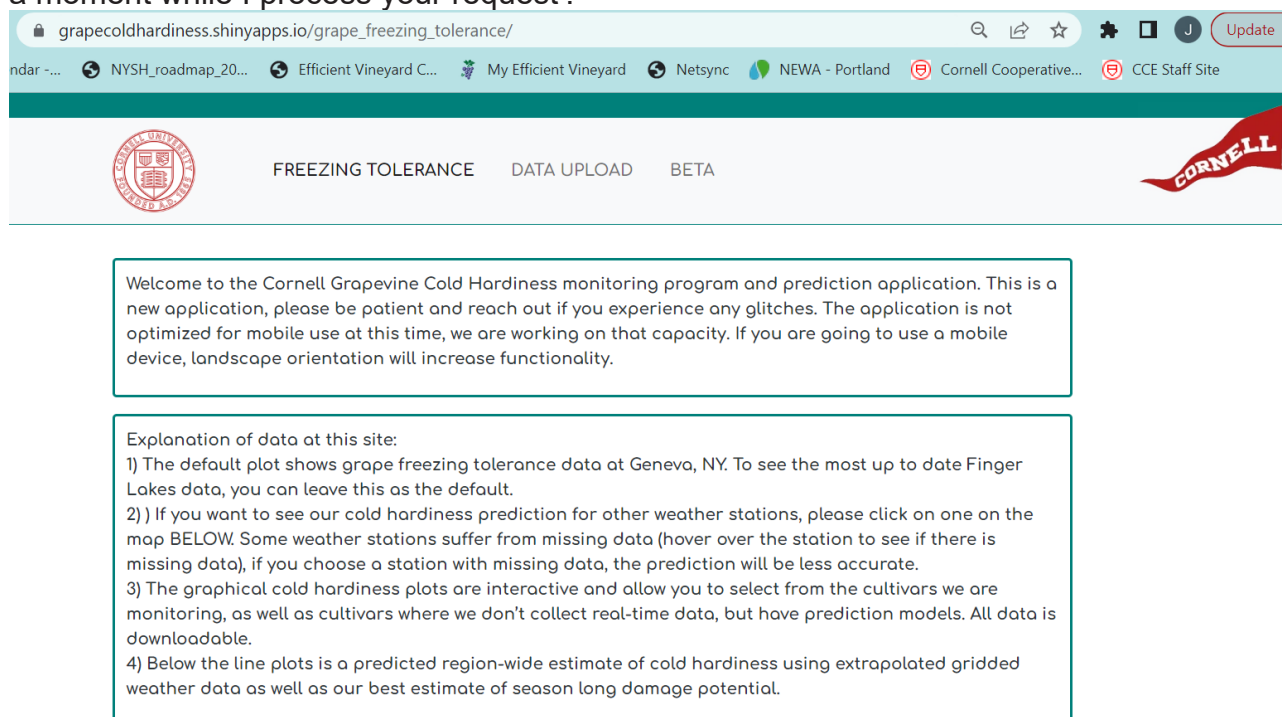 a moment while I process your request".
grapecoldhardiness.shinyapps.io/grape_freezing_tolerance/
J
Update
ndar -...
NYSH_roadmap_20...
Efficient Vineyard C...
My Efficient Vineyard
Netsync
NEWA - Portland
Cornell Cooperative...
CCE Staff Site
CORNELL UNIVERSITY
FOUNDED A.D. 1865
FREEZING TOLERANCE
DATA UPLOAD
BETA
CORNELL
Welcome to the Cornell Grapevine Cold Hardiness monitoring program and prediction application. This is a
new application, please be patient and reach out if you experience any glitches. The application is not
optimized for mobile use at this time, we are working on that capacity. If you are going to use a mobile
device, landscape orientation will increase functionality.
Explanation of data at this site:
1) The default plot shows grape freezing tolerance data at Geneva, NY. To see the most up to date Finger
Lakes data, you can leave this as the default.
2) ) If you want to see our cold hardiness prediction for other weather stations, please click on one on the
map BELOW. Some weather stations suffer from missing data (hover over the station to see if there is
missing data), if you choose a station with missing data, the prediction will be less accurate.
3) The graphical cold hardiness plots are interactive and allow you to select from the cultivars we are
monitoring, as well as cultivars where we don't collect real-time data, but have prediction models. All data is
downloadable.
4) Below the line plots is a predicted region-wide estimate of cold hardiness using extrapolated gridded
weather data as well as our best estimate of season long damage potential.